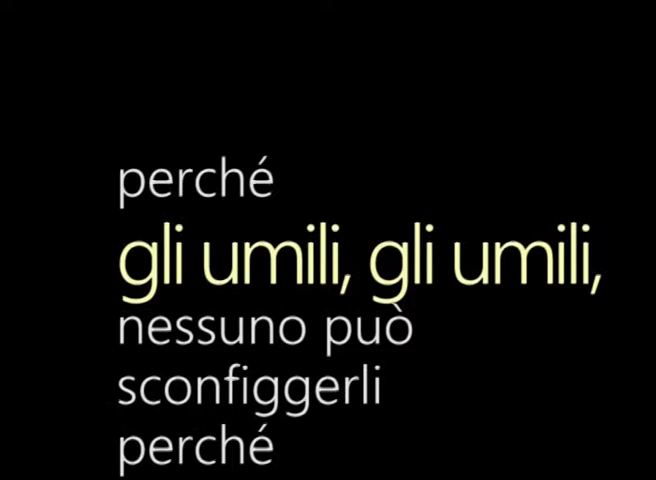 perché
gli umili, gli umili,
nessuno può
sconfiggerli
perché